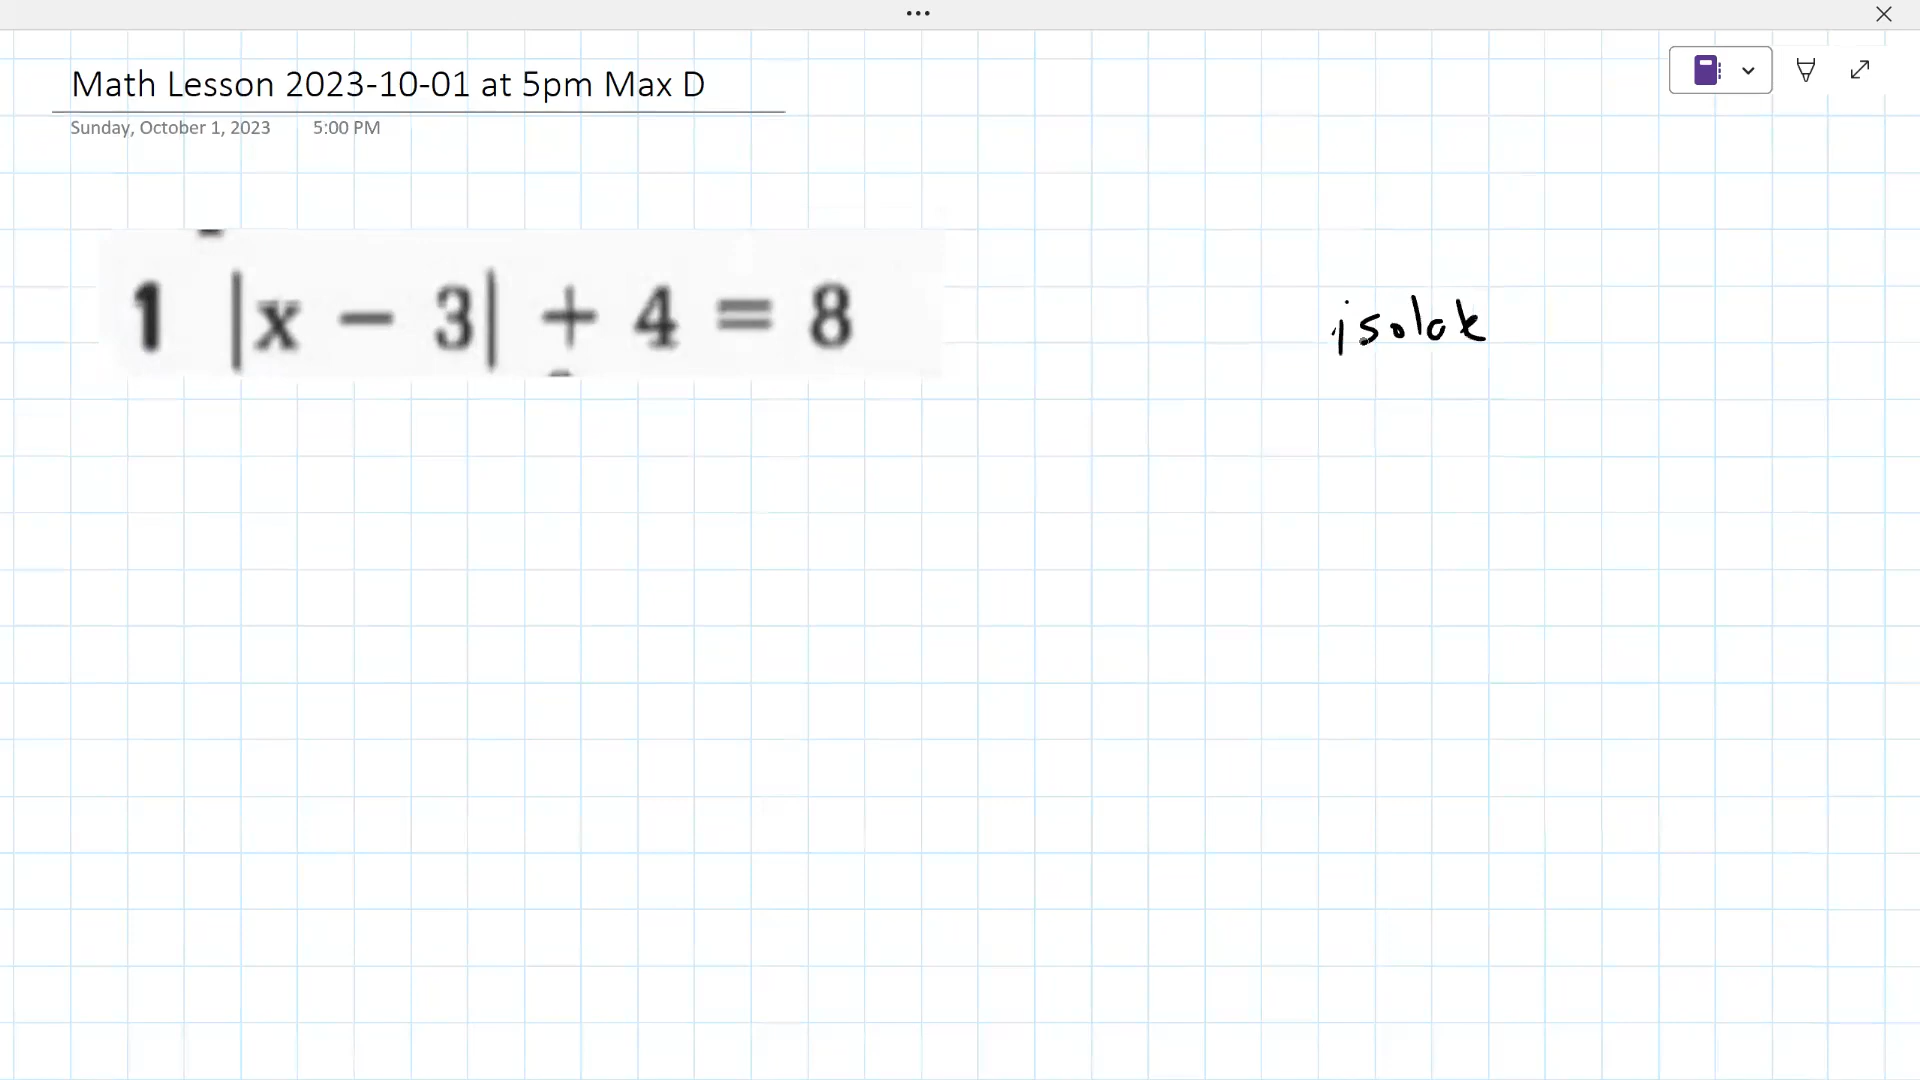 Math Lesson 2023-10-01 at 5pm Max D
Sunday, October 1, 2023 5:00 PM
1 |x − 3| + 4 = 8
isolate